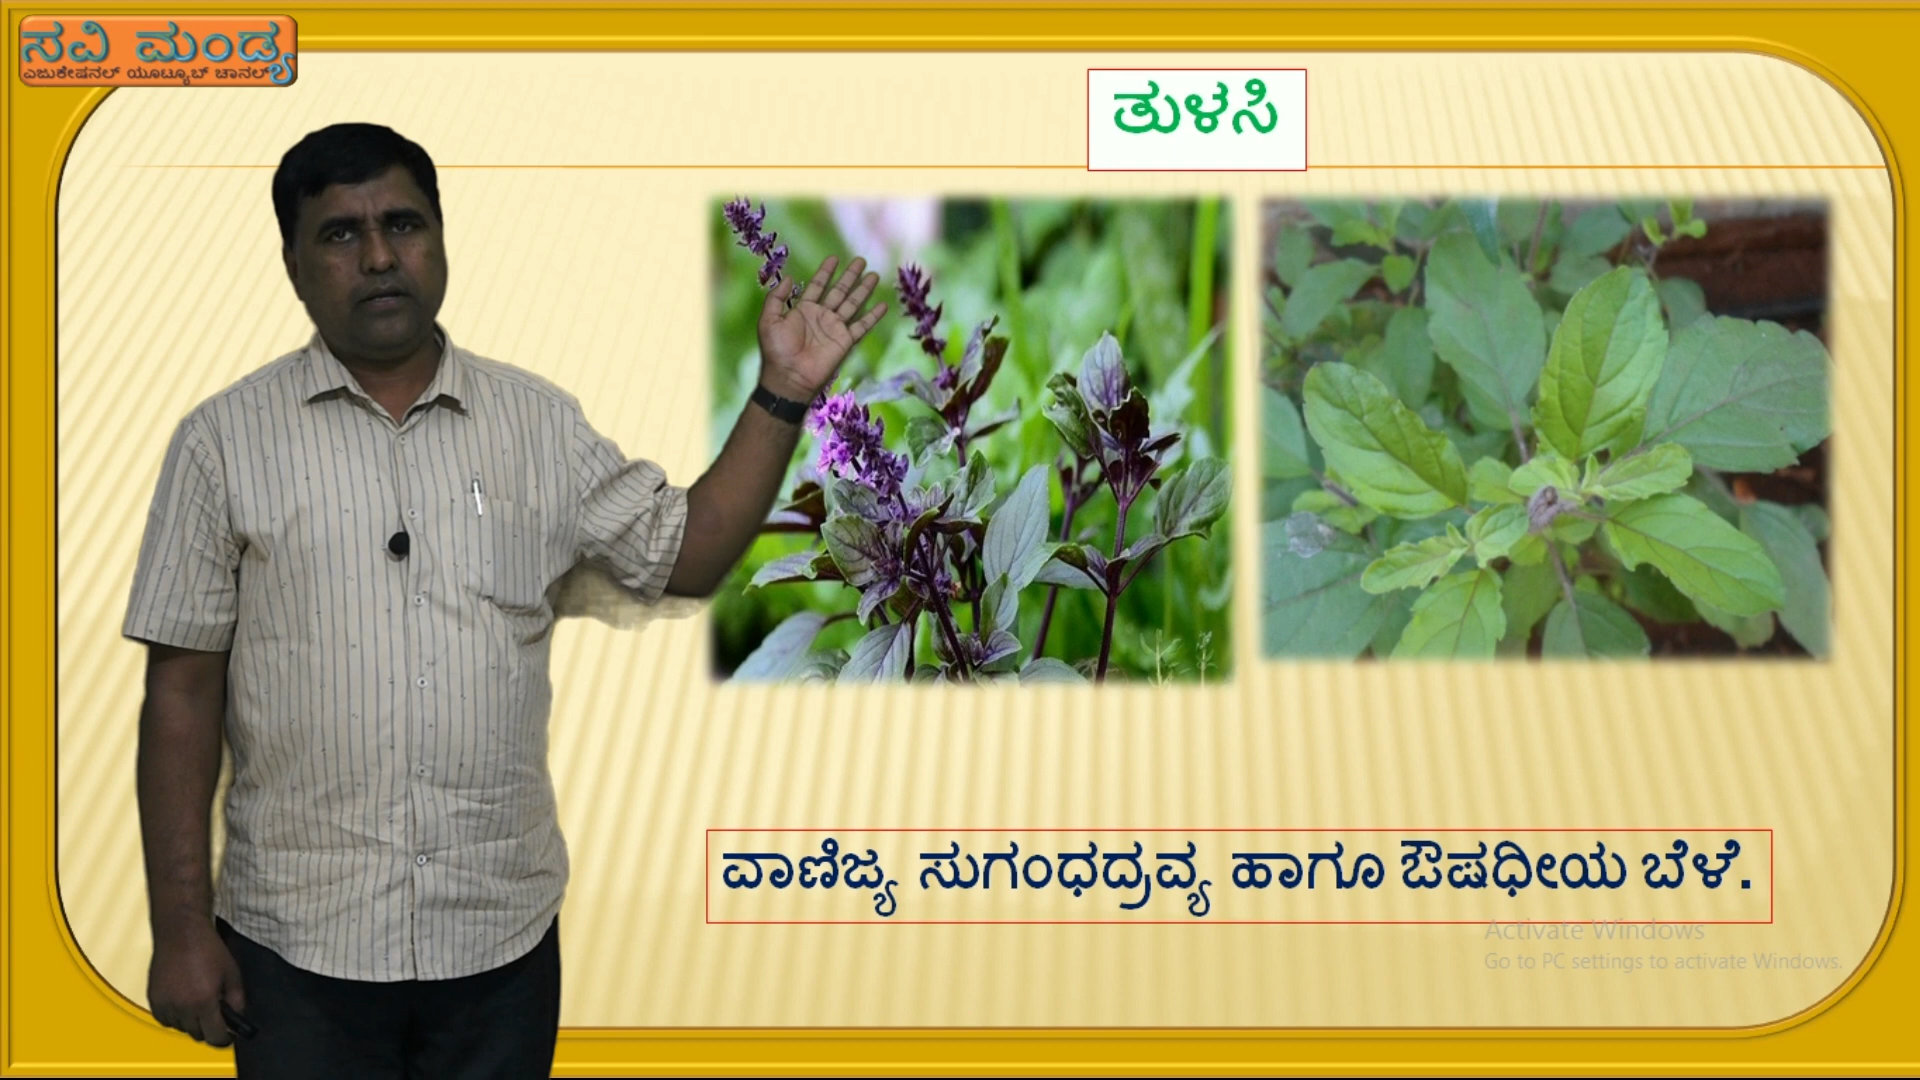 ಸವಿ ಮಂಡ್ಯ
ಎಜುಕೇಷನಲ್ ಯೂಟ್ಯೂಬ್ ಚಾನಲ್
ತುಳಸಿ
ವಾಣಿಜ್ಯ ಸುಗಂಧದ್ರವ್ಯ ಹಾಗೂ ಔಷಧೀಯ ಬೆಳೆ.
Activate Windows
Go to PC settings to activate Windows.